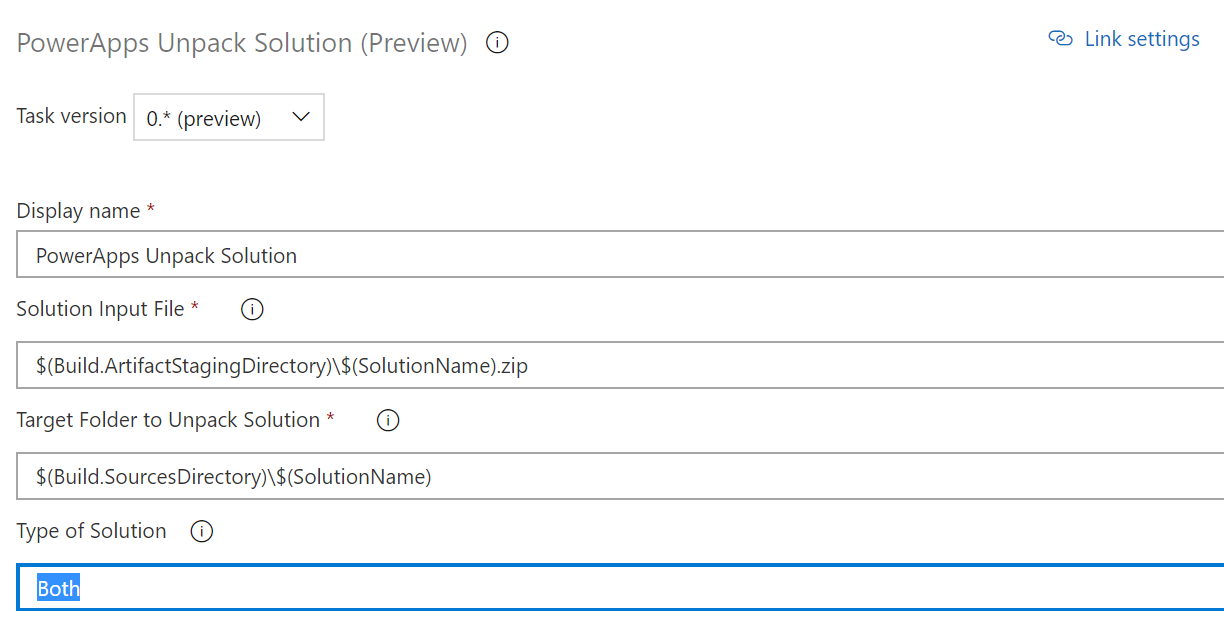 PowerApps Unpack Solution (Preview)
Link settings
Task version 0.* (preview)
Display name *
PowerApps Unpack Solution
Solution Input File *
$(Build.ArtifactStagingDirectory)\$(SolutionName).zip
Target Folder to Unpack Solution *
$(Build.SourcesDirectory)\$(SolutionName)
Type of Solution
Both